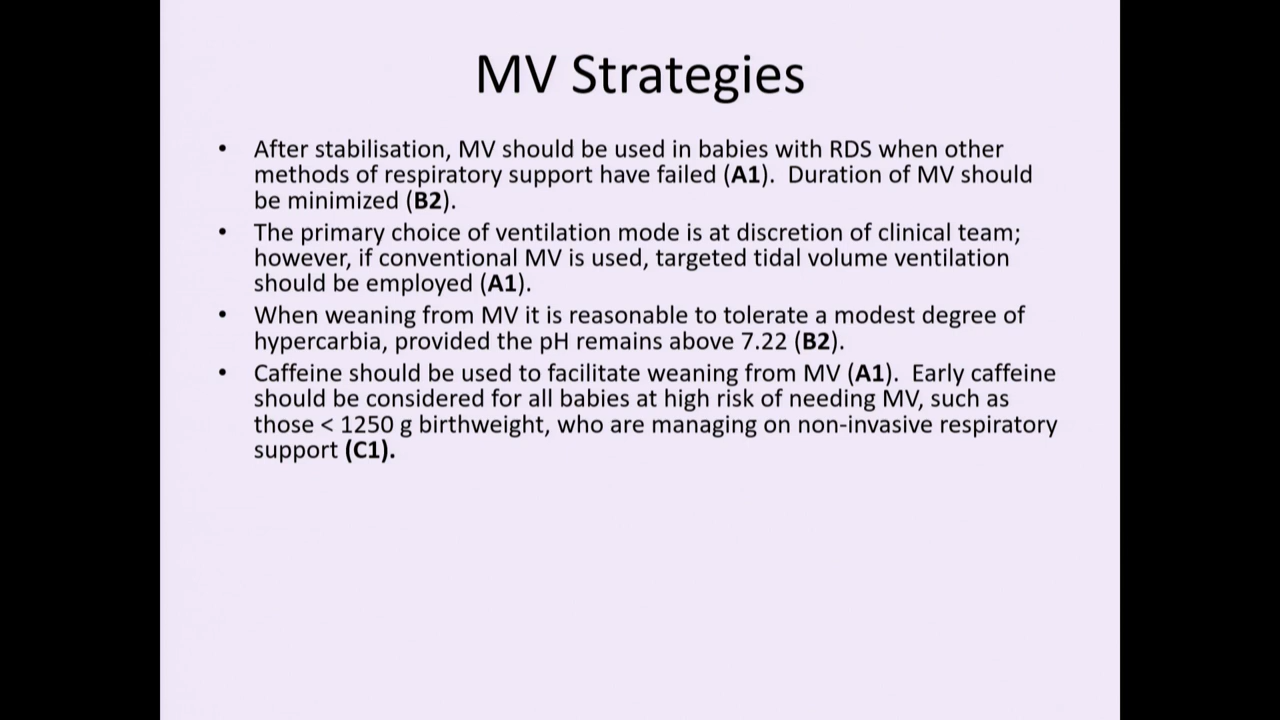 MV Strategies
• After stabilisation, MV should be used in babies with RDS when other
methods of respiratory support have failed (A1).  Duration of MV should
be minimized (B2).
• The primary choice of ventilation mode is at discretion of clinical team;
however, if conventional MV is used, targeted tidal volume ventilation
should be employed (A1).
• When weaning from MV it is reasonable to tolerate a modest degree of
hypercarbia, provided the pH remains above 7.22 (B2).
• Caffeine should be used to facilitate weaning from MV (A1).  Early caffeine
should be considered for all babies at high risk of needing MV, such as
those < 1250 g birthweight, who are managing on non-invasive respiratory
support (C1).